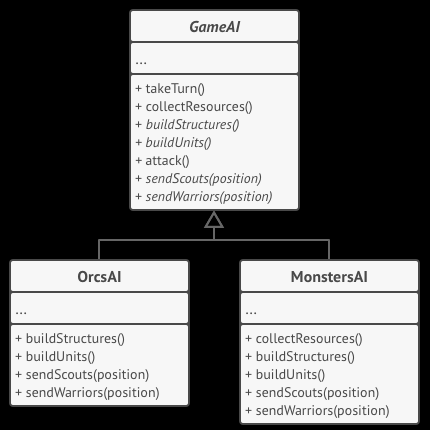 GameAI
...
+ takeTurn()
+ collectResources()
+ buildStructures()
+ buildUnits()
+ attack()
+ sendScouts(position)
+ sendWarriors(position)
OrcsAI
...
+ buildStructures()
+ buildUnits()
+ sendScouts(position)
+ sendWarriors(position)
MonstersAI
...
+ collectResources()
+ buildStructures()
+ buildUnits()
+ sendScouts(position)
+ sendWarriors(position)